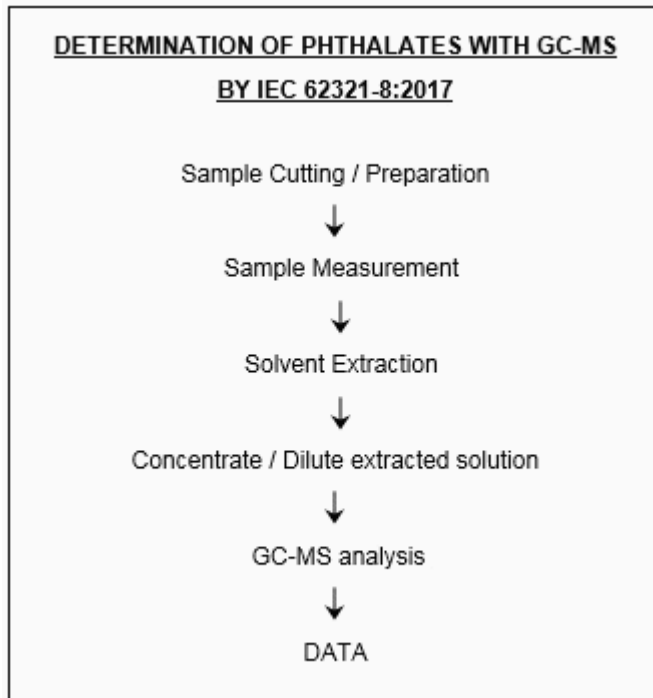 DETERMINATION OF PHTHALATES WITH GC-MS
BY IEC 62321-8:2017
Sample Cutting / Preparation
Sample Measurement
Solvent Extraction
Concentrate / Dilute extracted solution
GC-MS analysis
DATA